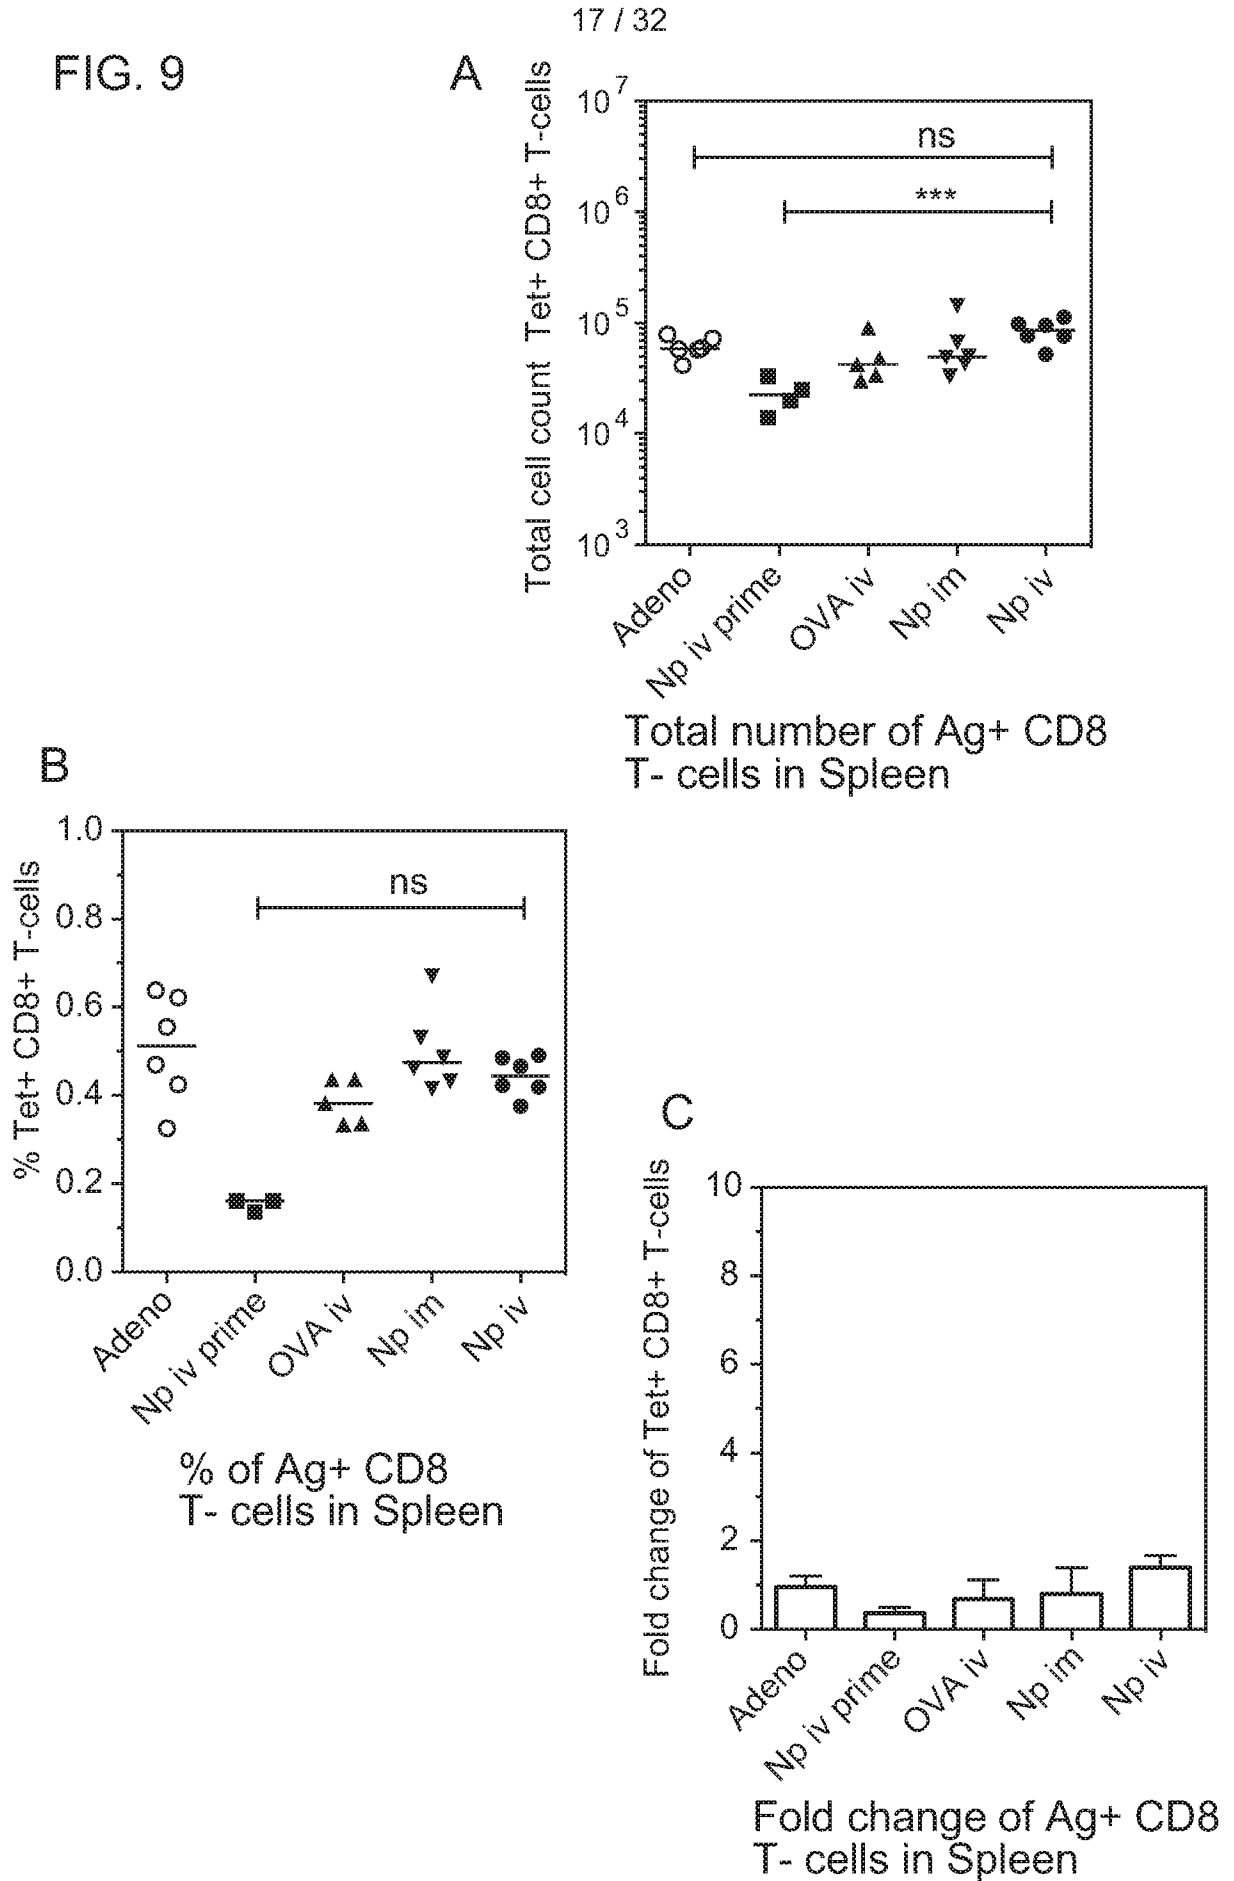 17 / 32
FIG. 9
A
Total cell count Tet+ CD8+ T-cells
10^7
10^6
10^5
10^4
10^3
ns
***
Adeno
Np iv prime
OVA iv
Np im
Np iv
Total number of Ag+ CD8
T- cells in Spleen
B
% Tet+ CD8+ T-cells
1.0
0.8
0.6
0.4
0.2
0.0
ns
Adeno
Np iv prime
OVA iv
Np im
Np iv
% of Ag+ CD8
T- cells in Spleen
C
Fold change of Tet+ CD8+ T-cells
10
8
6
4
2
0
Adeno
Np iv prime
OVA iv
Np im
Np iv
Fold change of Ag+ CD8
T- cells in Spleen